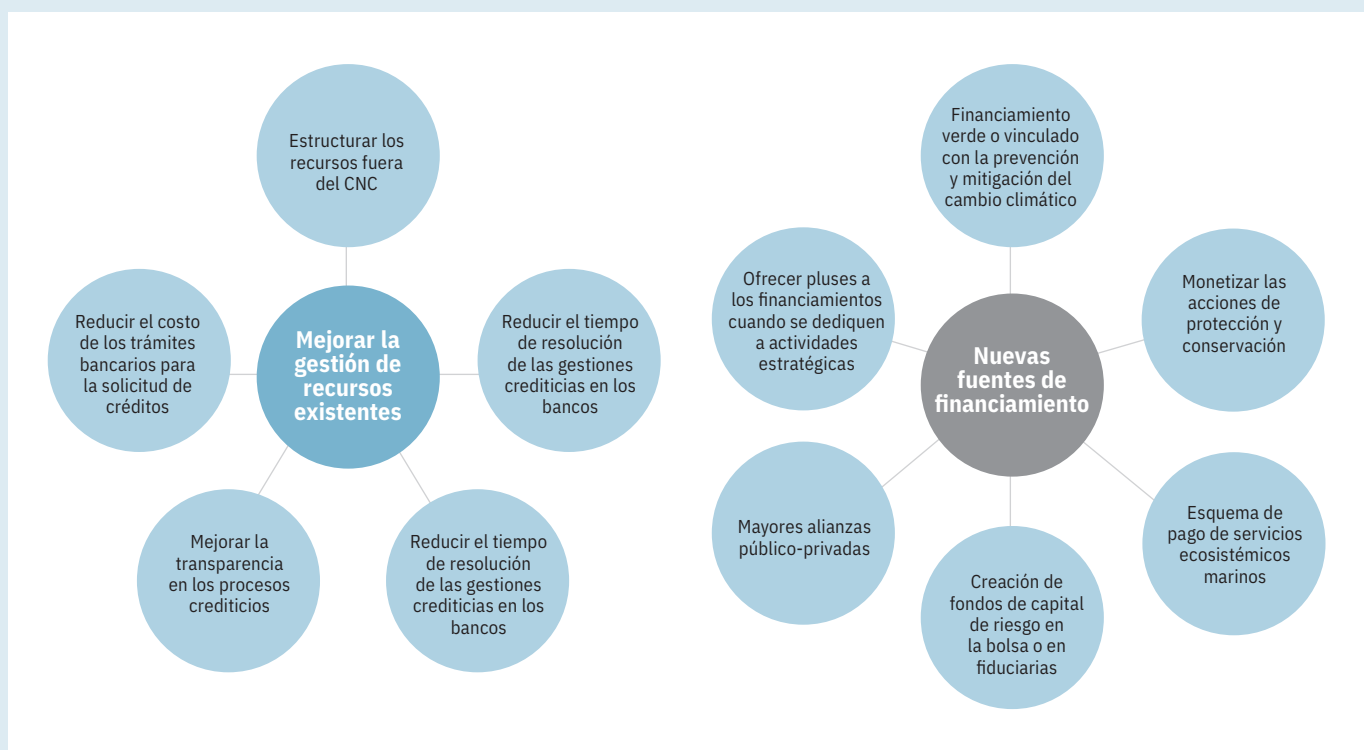 Estructurar los
recursos fuera
del CNC
Reducir el costo
de los trámites
bancarios para
la solicitud de
créditos
Mejorar la
gestión de
recursos
existentes
Reducir el tiempo
de resolución
de las gestiones
crediticias en los
bancos
Mejorar la
transparencia
en los procesos
crediticios
Reducir el tiempo
de resolución
de las gestiones
crediticias en los
bancos
Financiamiento
verde o vinculado
con la prevención
y mitigación del
cambio climático
Ofrecer pluses a
los financiamientos
cuando se dediquen
a actividades
estratégicas
Nuevas
fuentes de
financiamiento
Monetizar las
acciones de
protección y
conservación
Mayores alianzas
público-privadas
Creación de
fondos de capital
de riesgo en
la bolsa o en
fiduciarias
Esquema de
pago de servicios
ecosistémicos
marinos